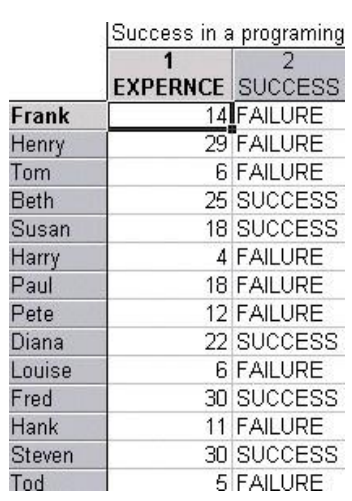 Success in a programing
1 2
EXPERNCE SUCCESS
Frank 14 FAILURE
Henry 29 FAILURE
Tom 6 FAILURE
Beth 25 SUCCESS
Susan 18 SUCCESS
Harry 4 FAILURE
Paul 18 FAILURE
Pete 12 FAILURE
Diana 22 SUCCESS
Louise 6 FAILURE
Fred 30 SUCCESS
Hank 11 FAILURE
Steven 30 SUCCESS
Tod 5 FAILURE